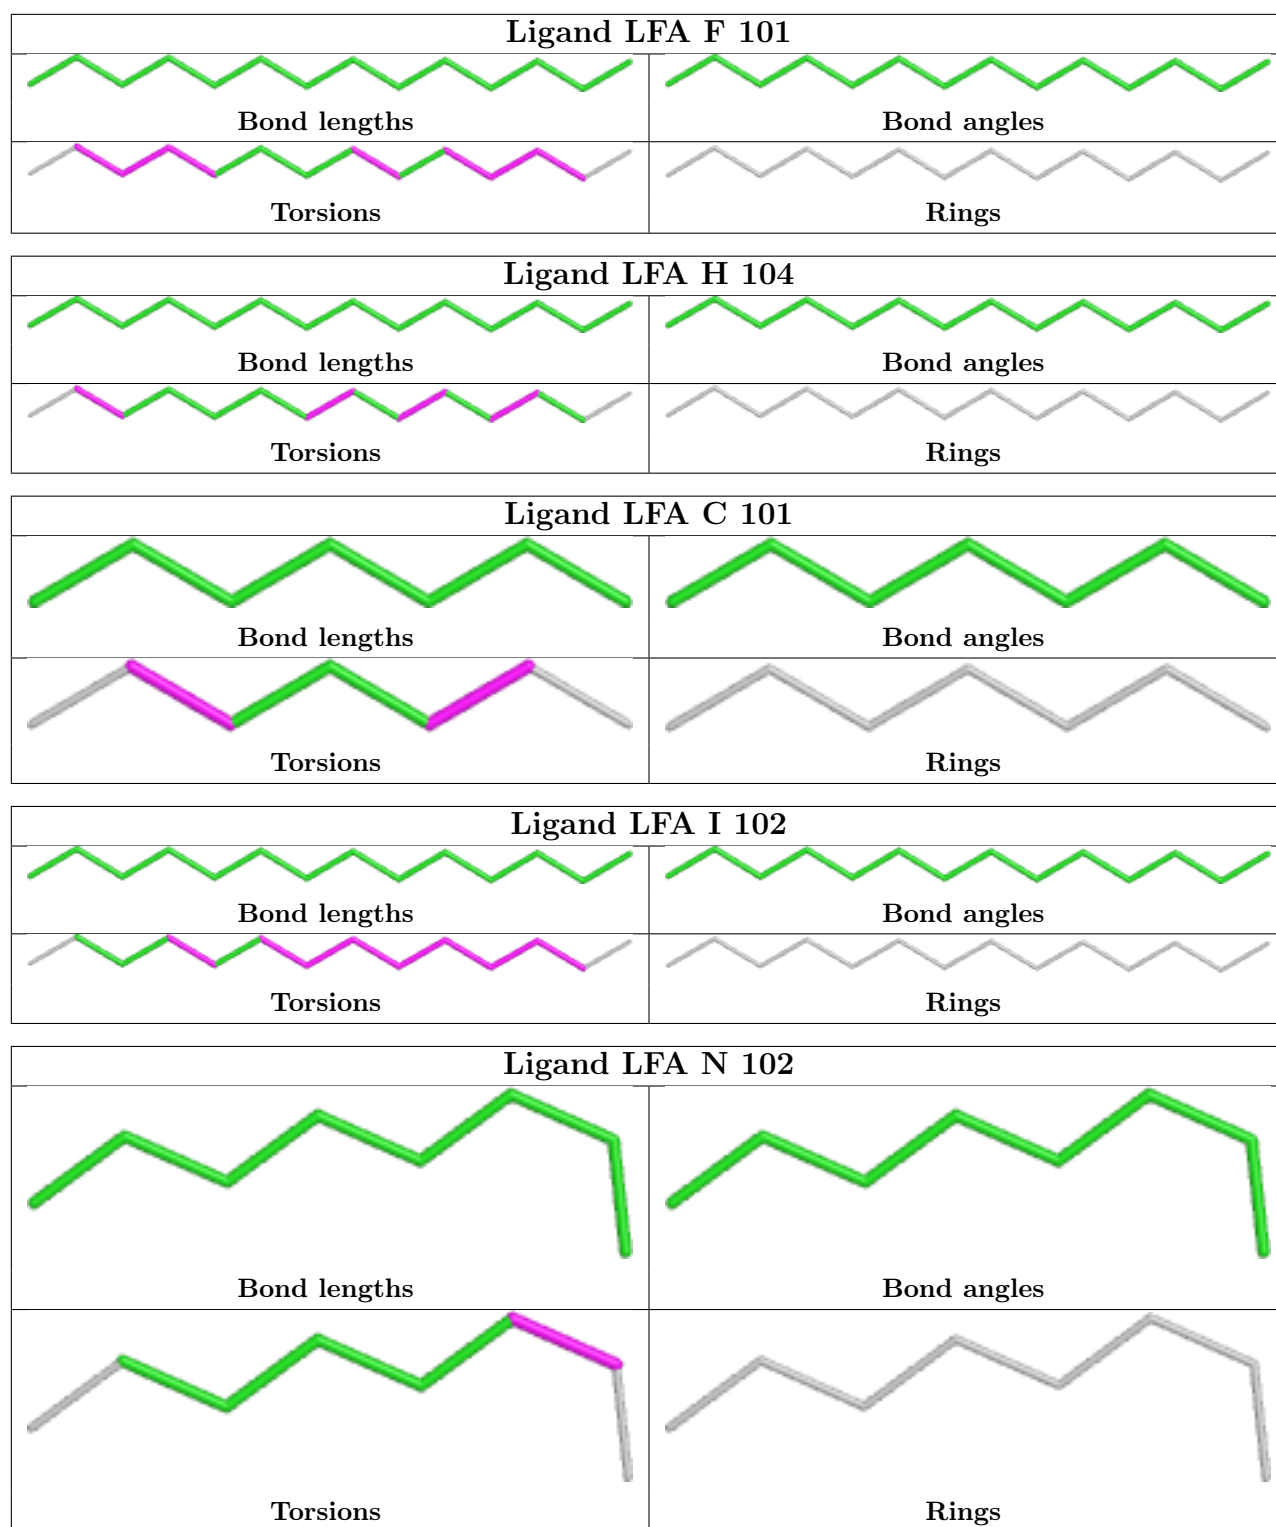 Ligand LFA F 101
Bond lengths Bond angles
Torsions Rings
Ligand LFA H 104
Bond lengths Bond angles
Torsions Rings
Ligand LFA C 101
Bond lengths Bond angles
Torsions Rings
Ligand LFA I 102
Bond lengths Bond angles
Torsions Rings
Ligand LFA N 102
Bond lengths Bond angles
Torsions Rings